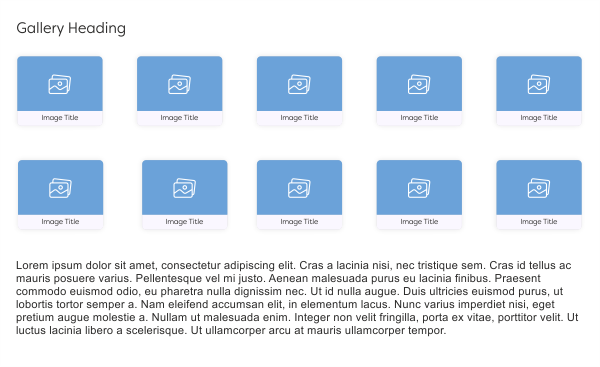 Gallery Heading
Image Title
Image Title
Image Title
Image Title
Image Title
Image Title
Image Title
Image Title
Image Title
Image Title
Lorem ipsum dolor sit amet, consectetur adipiscing elit. Cras a lacinia nisi, nec tristique sem. Cras id tellus ac
mauris posuere varius. Pellentesque vel mi justo. Aenean malesuada purus eu lacinia finibus. Praesent
commodo euismod odio, eu pharetra nulla dignissim nec. Ut id nulla augue. Duis ultricies euismod purus, ut
lobortis tortor semper a. Nam eleifend accumsan elit, in elementum lacus. Nunc varius imperdiet nisi, eget
pretium augue molestie a. Nullam ut malesuada enim. Integer non velit fringilla, porta ex vitae, porttitor velit. Ut
luctus lacinia libero a scelerisque. Ut ullamcorper arcu at mauris ullamcorper tempor.